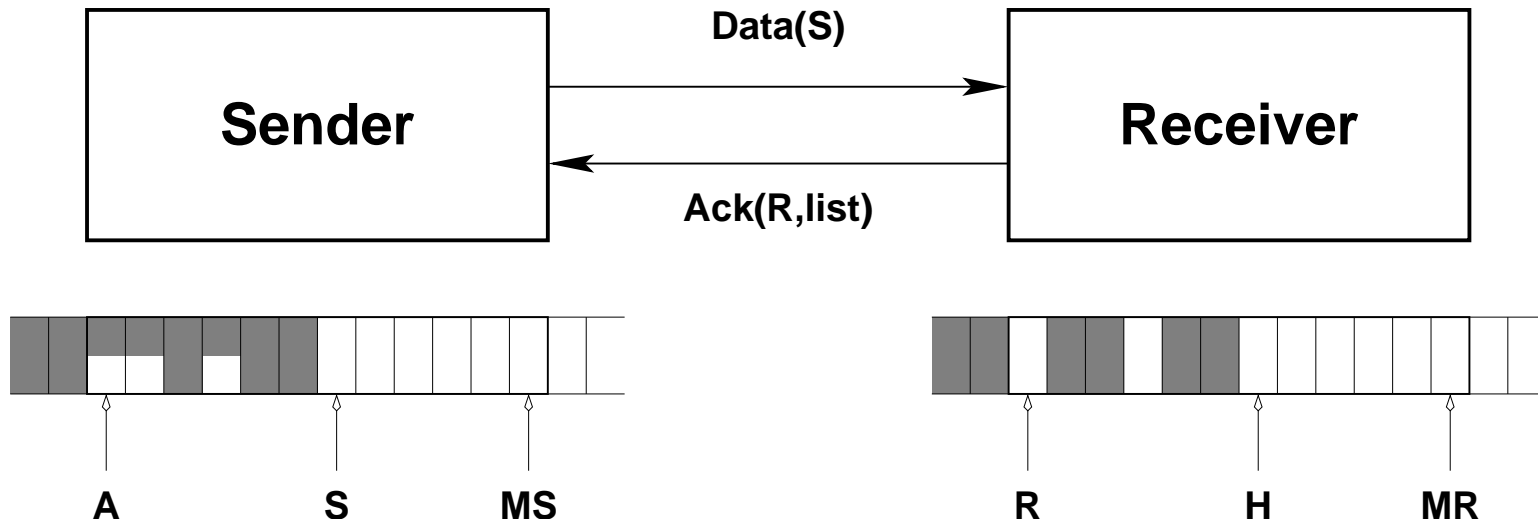 Data(S)
Sender
Receiver
Ack(R,list)
A S MS R H MR